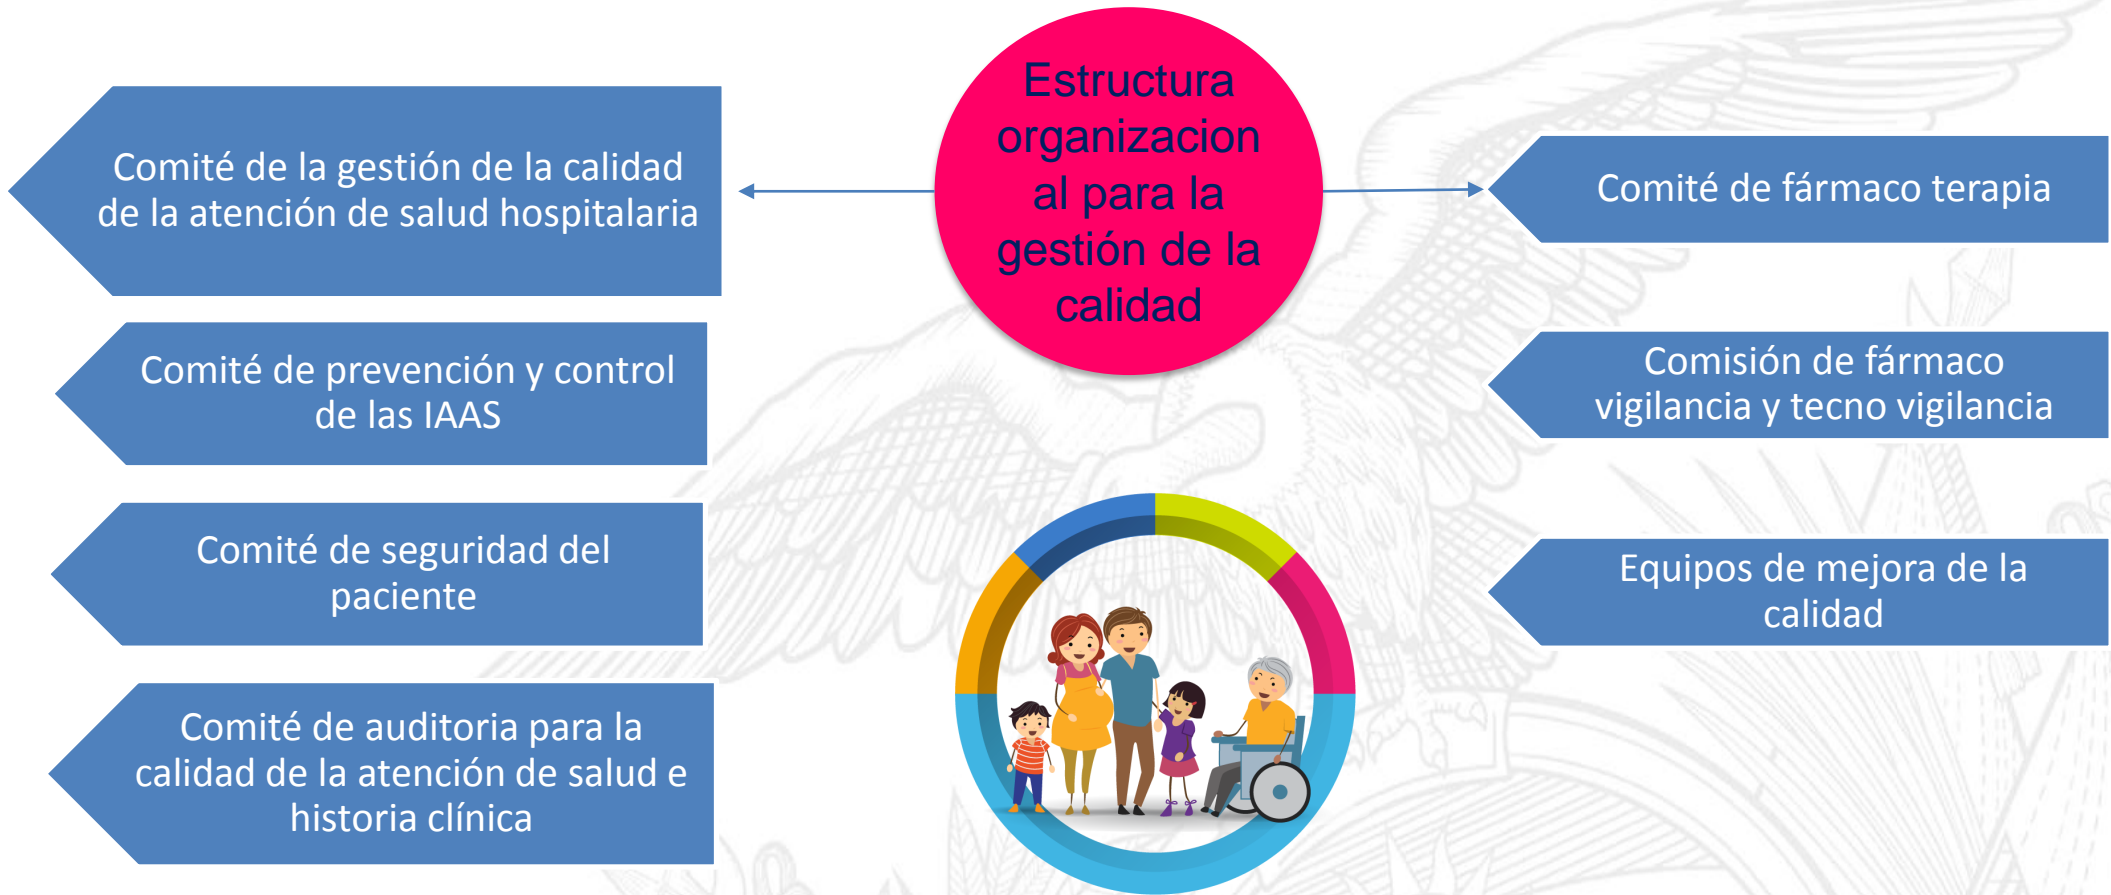 Estructura
organizacion
al para la
gestión de la
calidad
Comité de la gestión de la calidad
de la atención de salud hospitalaria
Comité de prevención y control
de las IAAS
Comité de seguridad del
paciente
Comité de auditoria para la
calidad de la atención de salud e
historia clínica
Comité de fármaco terapia
Comisión de fármaco
vigilancia y tecno vigilancia
Equipos de mejora de la
calidad